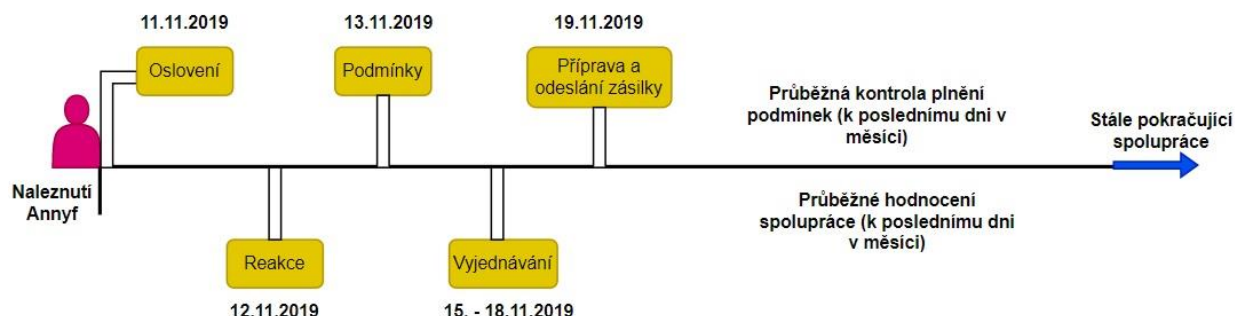 11.11.2019
13.11.2019
19.11.2019
Oslovení
Podmínky
Příprava a
odeslání zásilky
Průběžná kontrola plnění
podmínek (k poslednímu dni v
měsíci)
Stále pokračující
spolupráce
Naleznutí
Annyf
Průběžné hodnocení
spolupráce (k poslednímu dni
v měsíci)
Reakce
Vyjednávání
12.11.2019
15. - 18.11.2019